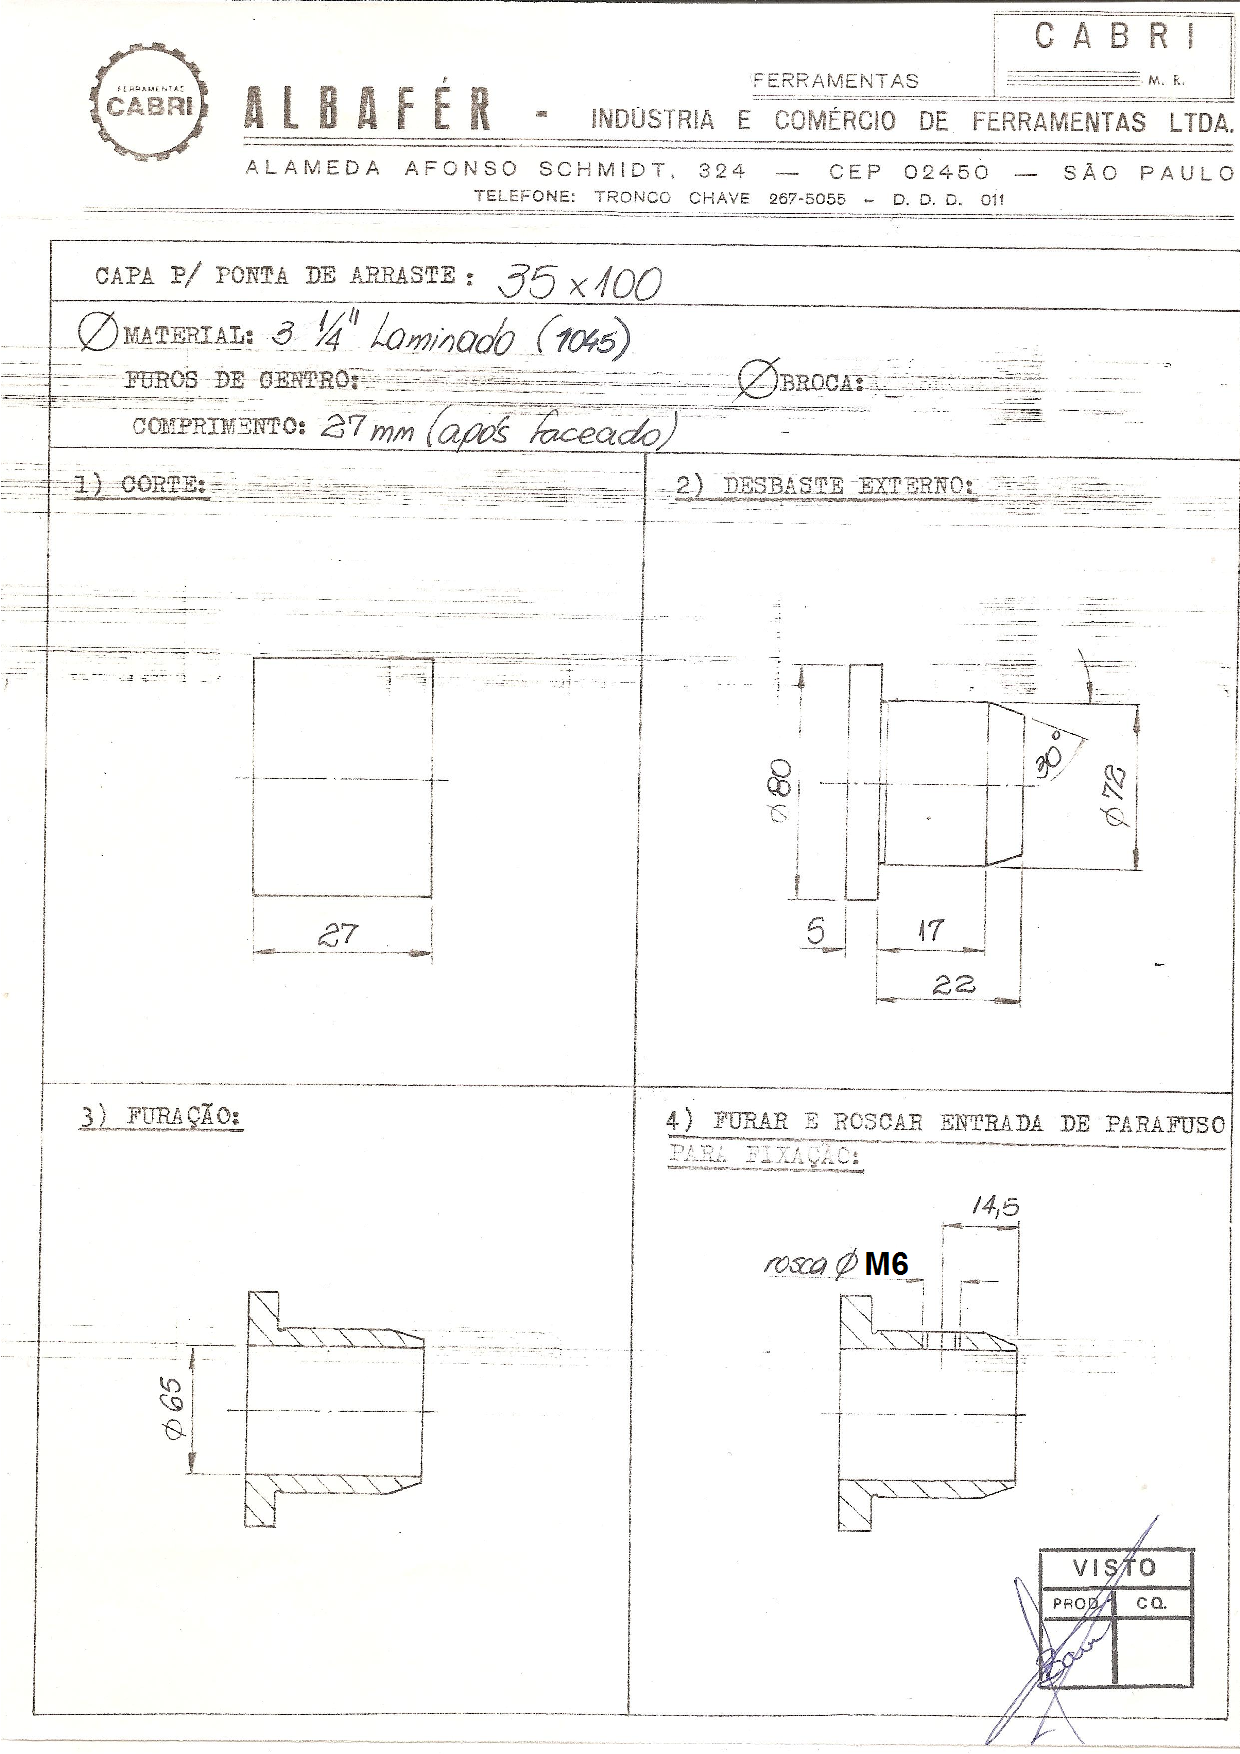 CABRI
M. R.
FERRAMENTAS
CABRI
FERRAMENTAS
ALBAFÉR - INDÚSTRIA E COMÉRCIO DE FERRAMENTAS LTDA.
ALAMEDA AFONSO SCHMIDT, 324 — CEP 02450 — SÃO PAULO
TELEFONE: TRONCO CHAVE 267-5055 - D. D. D. 011
CAPA P/ PONTA DE ARRASTE: 35 x 100
Ø MATERIAL: 3 1/4" Laminado (1045)
FUROS DE CENTRO: Ø BROCA:
COMPRIMENTO: 27 mm (após faceado)
1) CORTE:
27
2) DESBASTE EXTERNO:
ø 80
30°
ø 72
5
17
22
3) FURAÇÃO:
ø 65
4) FURAR E ROSCAR ENTRADA DE PARAFUSO
PARA FIXAÇÃO:
14,5
rosca ø M6
VISTO
PROD. CQ.